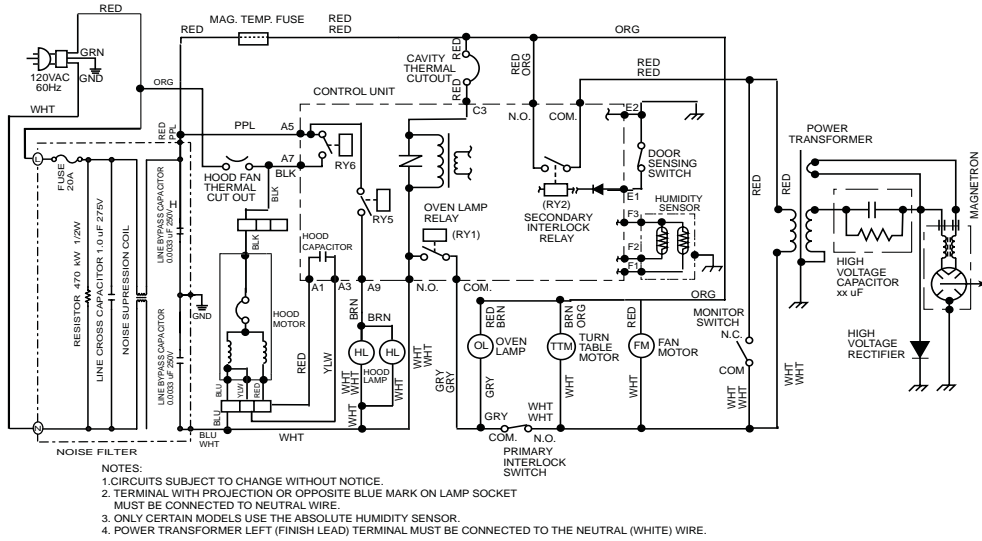 RED
MAG. TEMP. FUSE
RED
RED
RED
ORG
GRN
GND
120VAC
60Hz
ORG
WHT
CAVITY
THERMAL
CUTOUT
RED
RED
RED
ORG
RED
RED
CONTROL UNIT
C3
N.O.
COM.
E2
POWER
TRANSFORMER
RED
PPL
PPL
A5
RY6
A7
BLK
HOOD FAN
THERMAL
CUT OUT
L
FUSE
20A
H
DOOR
SENSING
SWITCH
E1
RED
RED
MAGNETRON
BLK
RY5
OVEN LAMP
RELAY
(RY1)
(RY2)
SECONDARY
INTERLOCK
RELAY
HUMIDITY
SENSOR
F3
F2
F1
BLK
HOOD
CAPACITOR
RESISTOR 470 kW 1/2W
LINE CROSS CAPACITOR 1.0 uF 275V
NOISE SUPRESSION COIL
LINE BYPASS CAPACITOR
0.0033 uF 250V
LINE BYPASS CAPACITOR
0.0033 uF 250V
GND
HOOD MOTOR
A1
A3
A9
N.O.
COM.
HIGH
VOLTAGE
CAPACITOR
xx uF
ORG
MONITOR
SWITCH
N.C.
COM
HIGH
VOLTAGE
RECTIFIER
BRN
BRN
HL
HL
HOOD
LAMP
RED
YLW
WHT
WHT
WHT
WHT
WHT
WHT
GRY
GRY
RED
BRN
OL
OVEN
LAMP
GRY
BRN
ORG
TTM
TURN
TABLE
MOTOR
WHT
RED
FM
FAN
MOTOR
WHT
WHT
WHT
WHT
WHT
BLU
YLW
RED
BLU
BLU
WHT
WHT
GRY
COM.
WHT
WHT
N.O.
PRIMARY
INTERLOCK
SWITCH
N
NOISE FILTER
NOTES:
1.CIRCUITS SUBJECT TO CHANGE WITHOUT NOTICE.
2. TERMINAL WITH PROJECTION OR OPPOSITE BLUE MARK ON LAMP SOCKET
MUST BE CONNECTED TO NEUTRAL WIRE.
3. ONLY CERTAIN MODELS USE THE ABSOLUTE HUMIDITY SENSOR.
4. POWER TRANSFORMER LEFT (FINISH LEAD) TERMINAL MUST BE CONNECTED TO THE NEUTRAL (WHITE) WIRE.